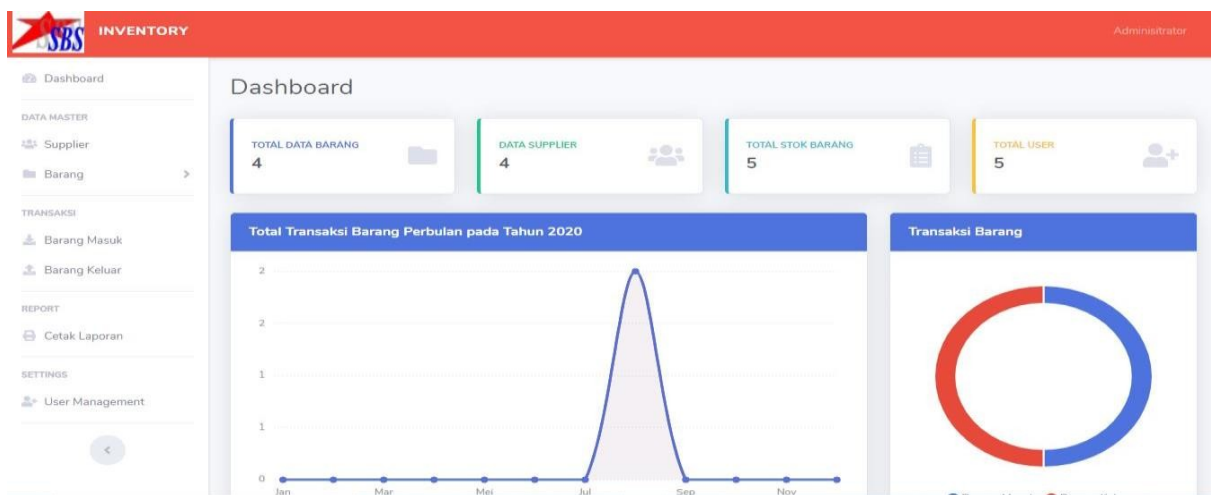 SBS INVENTORY
Adminisitrator
Dashboard
DATA MASTER
Supplier
Barang
TRANSAKSI
Barang Masuk
Barang Keluar
REPORT
Cetak Laporan
SETTINGS
User Management
Dashboard
TOTAL DATA BARANG
4
DATA SUPPLIER
4
TOTAL STOK BARANG
5
TOTAL USER
5
Total Transaksi Barang Perbulan pada Tahun 2020
2
2
1
1
0
Jan Mar Mei Jul Sep Nov
Transaksi Barang